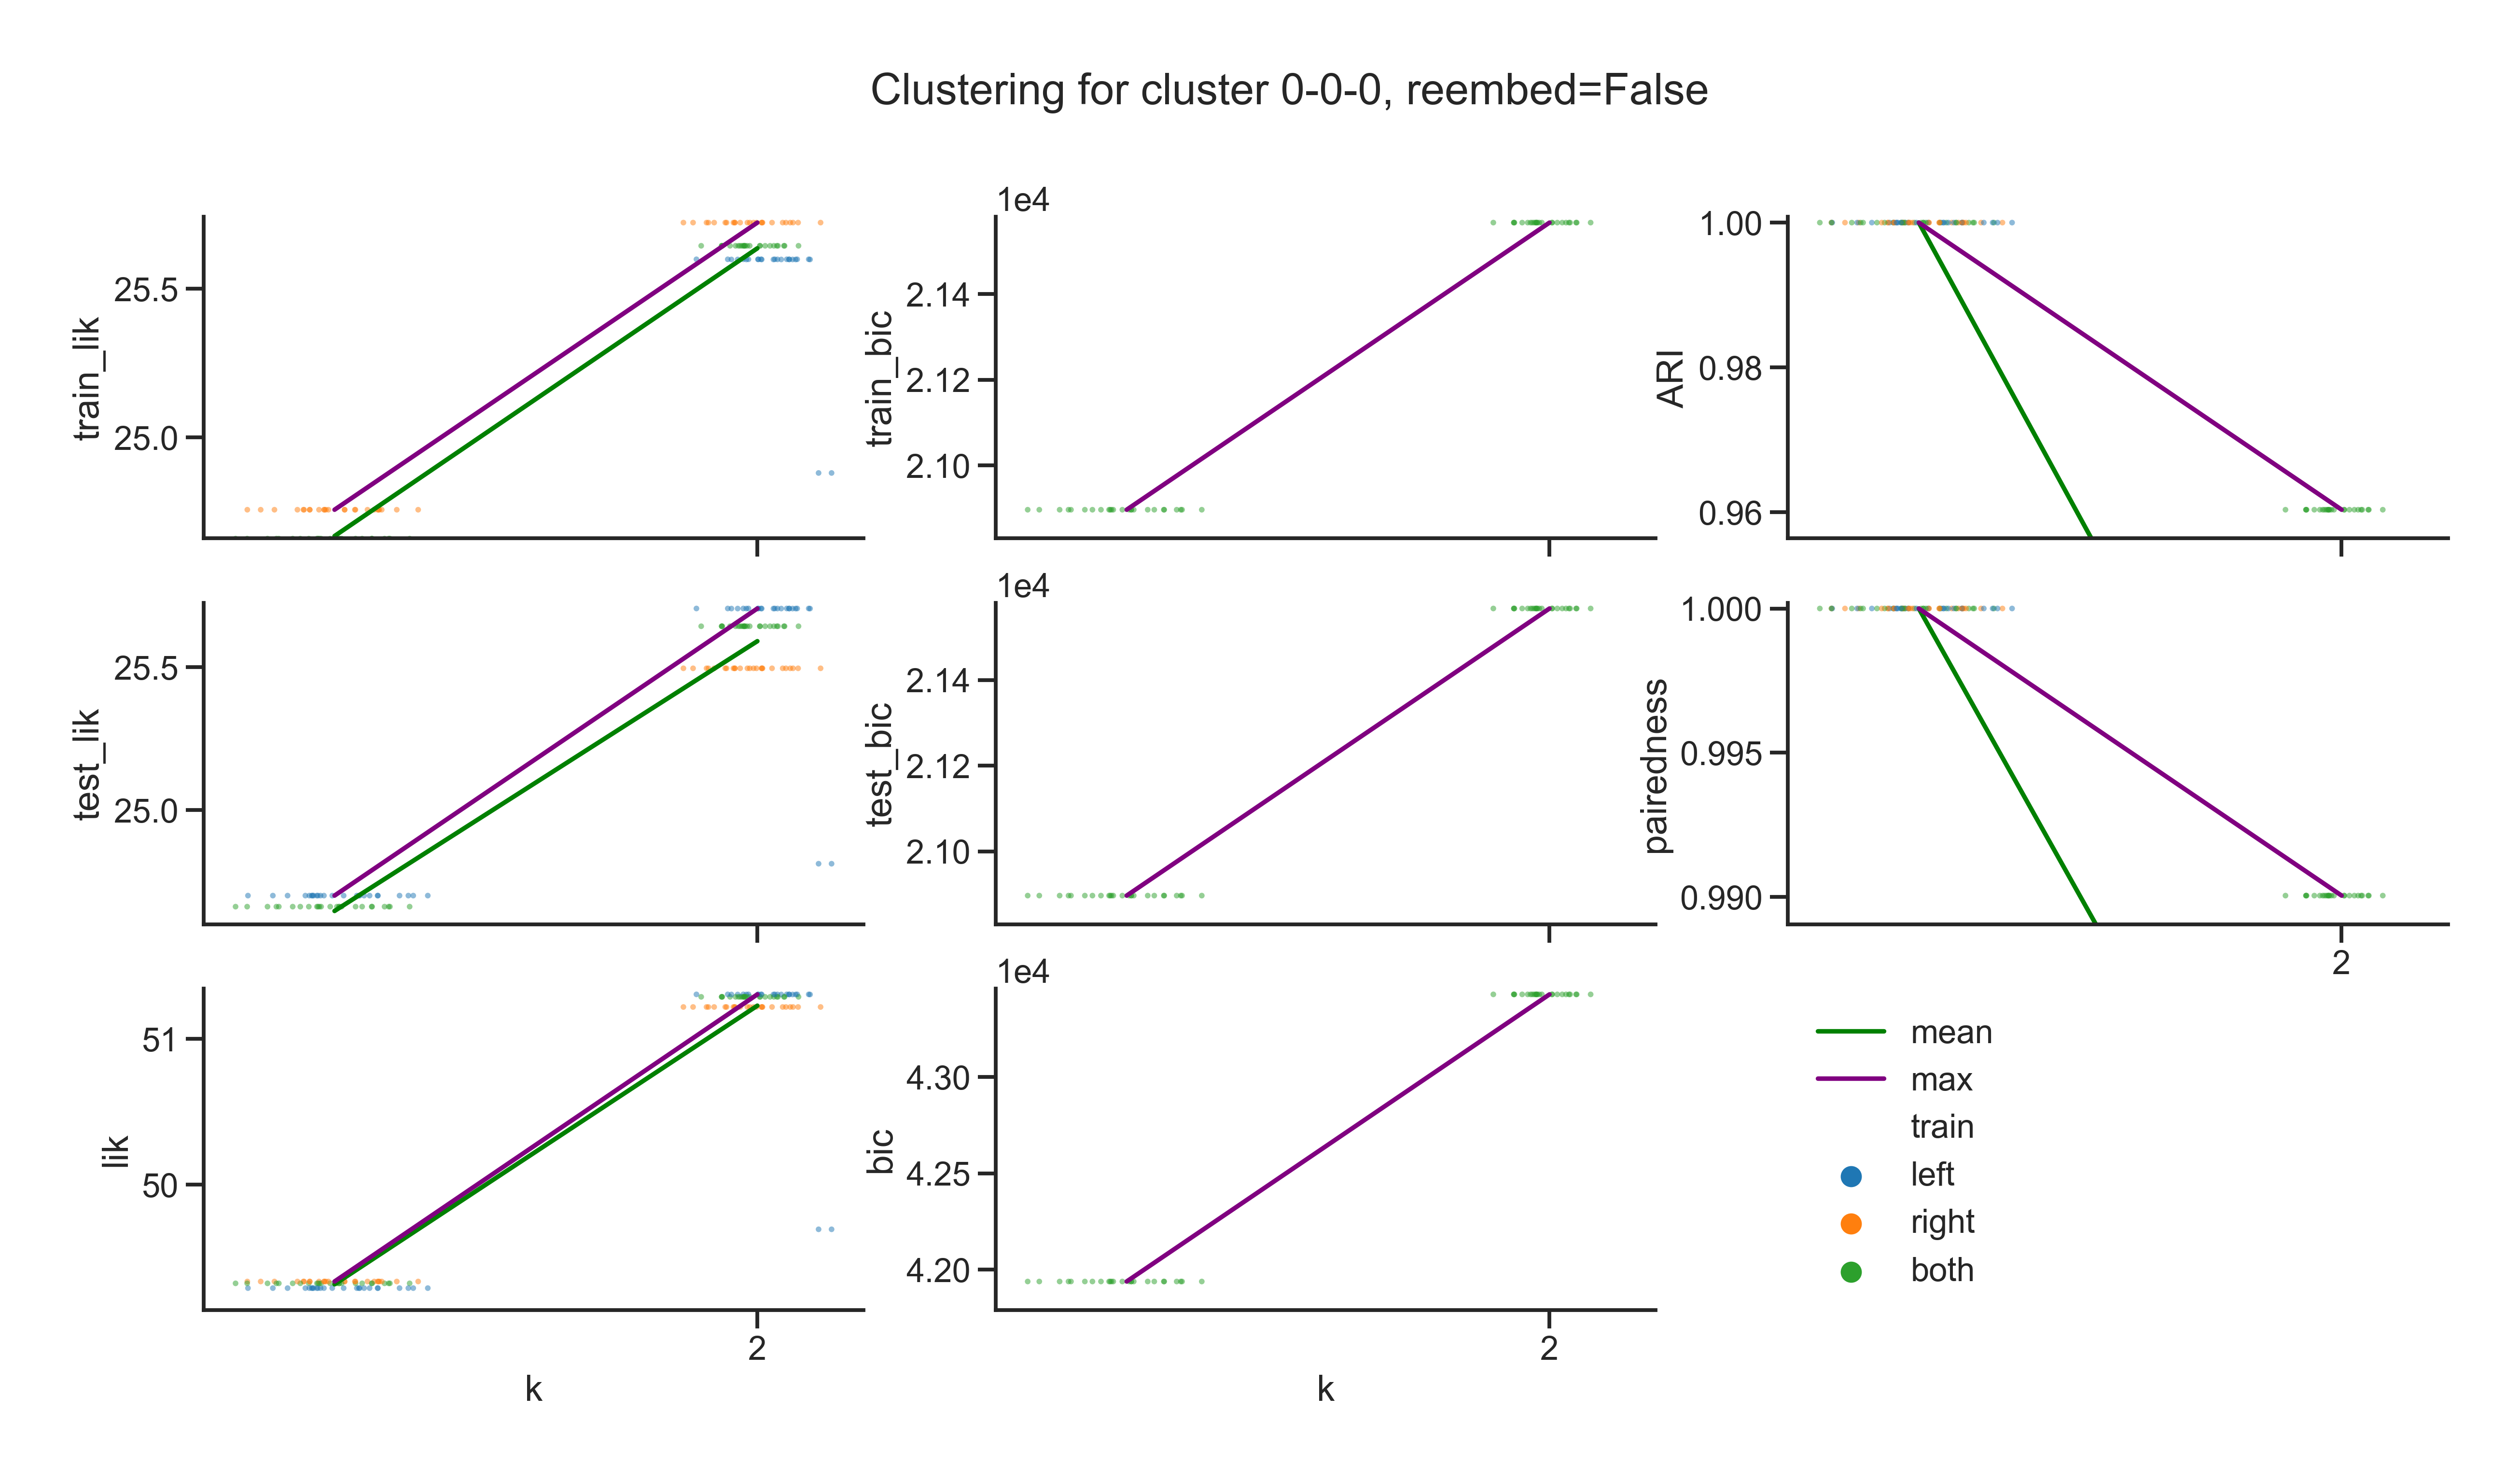 Clustering for cluster 0-0-0, reembed=False
train_lik
25.5
25.0
1e4
train_bic
2.14
2.12
2.10
ARI
1.00
0.98
0.96
test_lik
25.5
25.0
1e4
test_bic
2.14
2.12
2.10
pairedness
1.000
0.995
0.990
2
lik
51
50
2
k
1e4
bic
4.30
4.25
4.20
2
k
mean
max
train
left
right
both